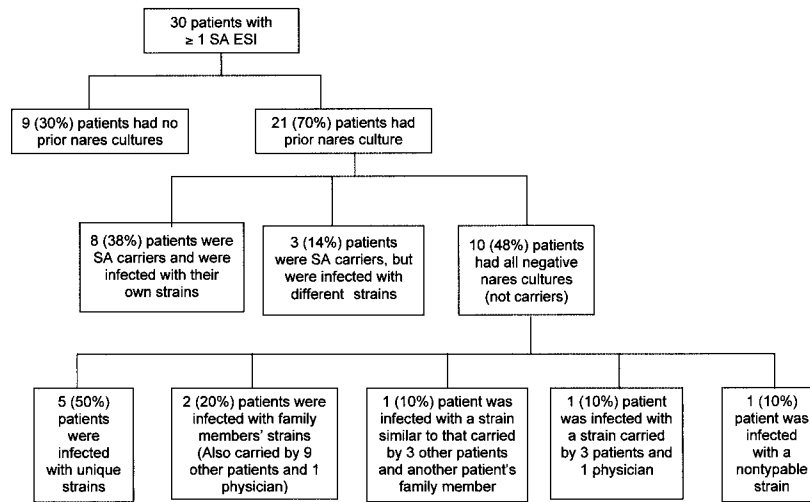 30 patients with
≥ 1 SA ESI
9 (30%) patients had no
prior nares cultures
21 (70%) patients had
prior nares culture
8 (38%) patients were
SA carriers and were
infected with their
own strains
3 (14%) patients
were SA carriers, but
were infected with
different strains
10 (48%) patients
had all negative
nares cultures
(not carriers)
5 (50%)
patients
were
infected
with unique
strains
2 (20%) patients were
infected with family
members' strains
(Also carried by 9
other patients and 1
physician)
1 (10%) patient was
infected with a strain
similar to that carried
by 3 other patients
and another patient's
family member
1 (10%) patient
was infected with
a strain carried
by 3 patients and
1 physician
1 (10%)
patient was
infected
with a
nontypable
strain